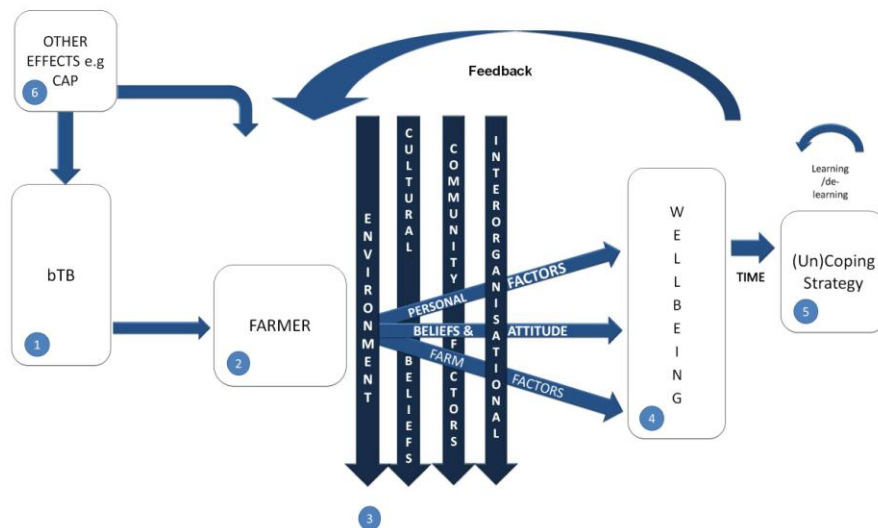 OTHER
EFFECTS e.g
CAP
6
Feedback
bTB
1
FARMER
2
ENVIRONMENT
CULTURAL BELIEFS
COMMUNITY FACTORS
INTERORGANISATIONAL
PERSONAL FACTORS
BELIEFS & ATTITUDE
FARM FACTORS
3
WELLBEING
4
TIME
Learning
/de-
learning
(Un)Coping
Strategy
5